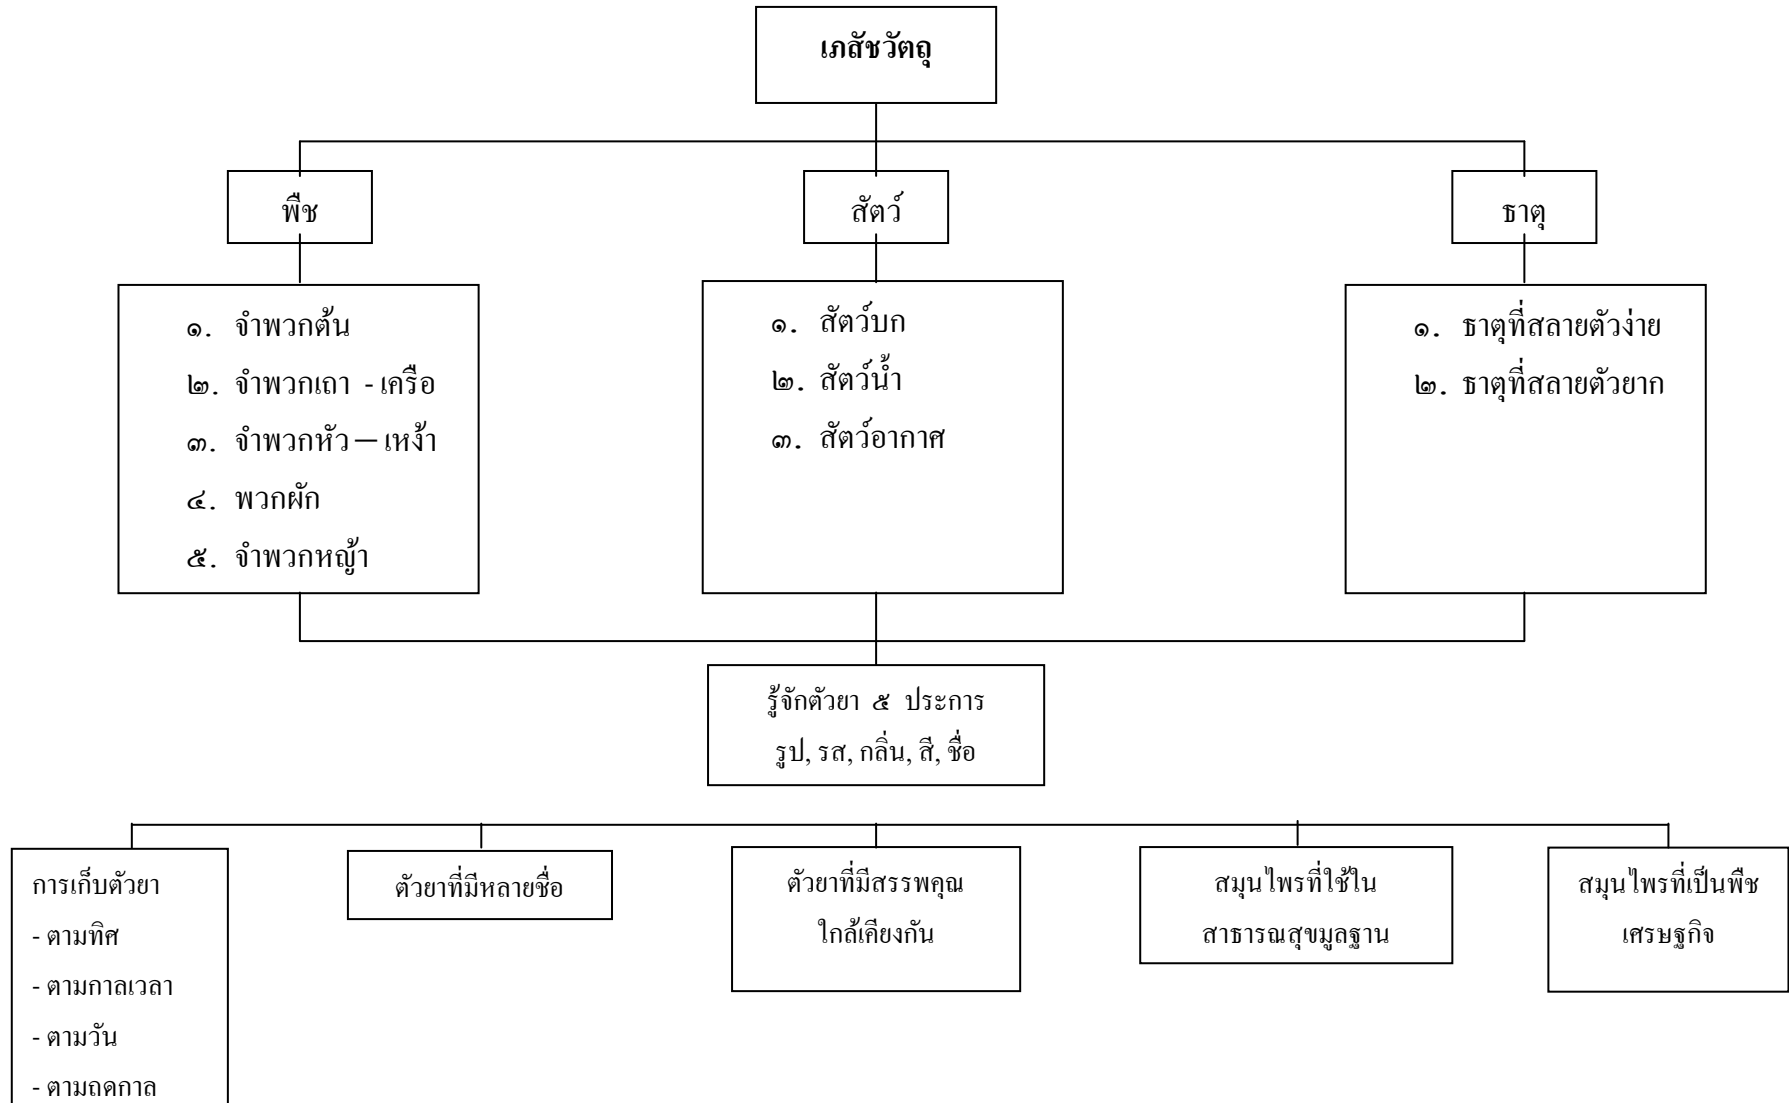 เภสัชวัตถุ
พืช
สัตว์
ธาตุ
๑. จำพวกต้น
๒. จำพวกเถา - เครือ
๓. จำพวกหัว – เหง้า
๔. พวกผัก
๕. จำพวกหญ้า
๑. สัตว์บก
๒. สัตว์น้ำ
๓. สัตว์อากาศ
๑. ธาตุที่สลายตัวง่าย
๒. ธาตุที่สลายตัวยาก
รู้จักตัวยา ๕ ประการ
รูป, รส, กลิ่น, สี, ชื่อ
การเก็บตัวยา
- ตามทิศ
- ตามกาลเวลา
- ตามวัน
- ตามฤดูกาล
ตัวยาที่มีหลายชื่อ
ตัวยาที่มีสรรพคุณ
ใกล้เคียงกัน
สมุนไพรที่ใช้ใน
สาธารณสุขมูลฐาน
สมุนไพรที่เป็นพืช
เศรษฐกิจ